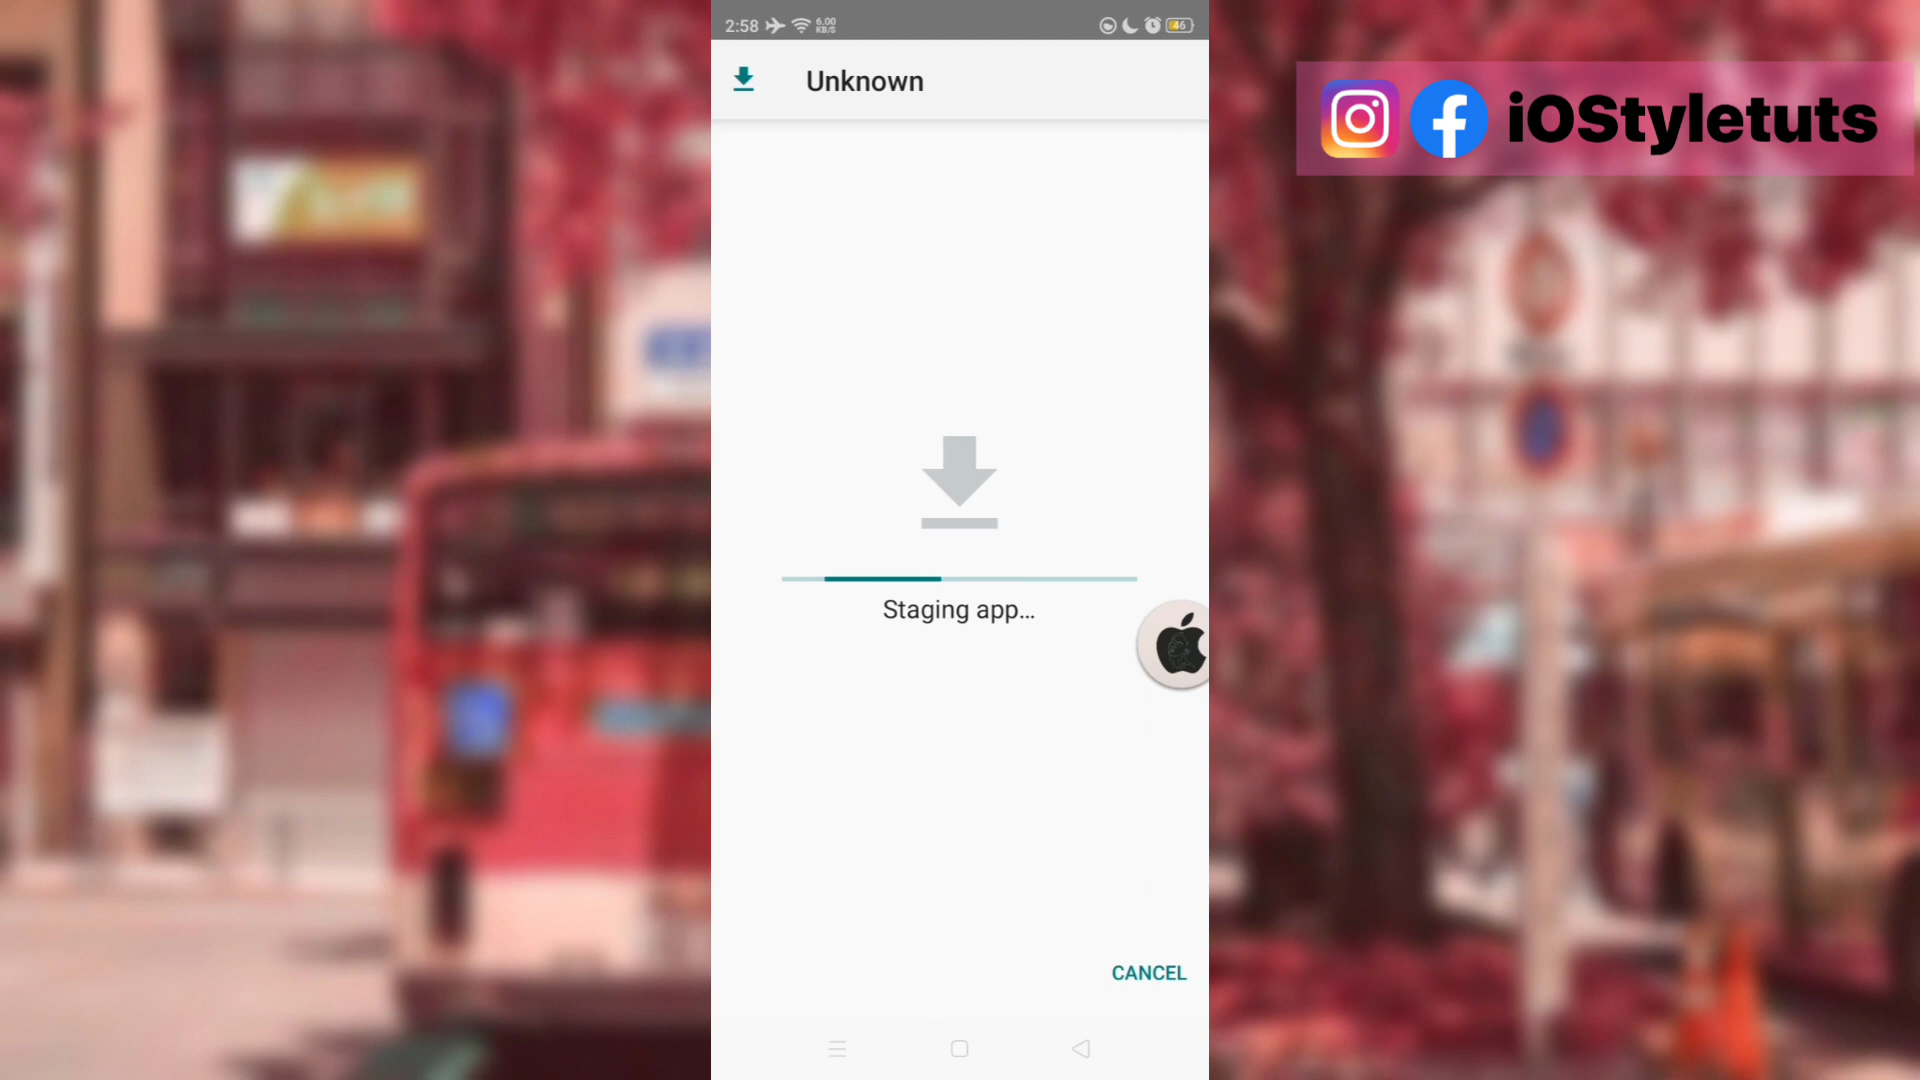 2:58 6.00 KB/S 46
Unknown
iOStyletuts
Staging app...
CANCEL